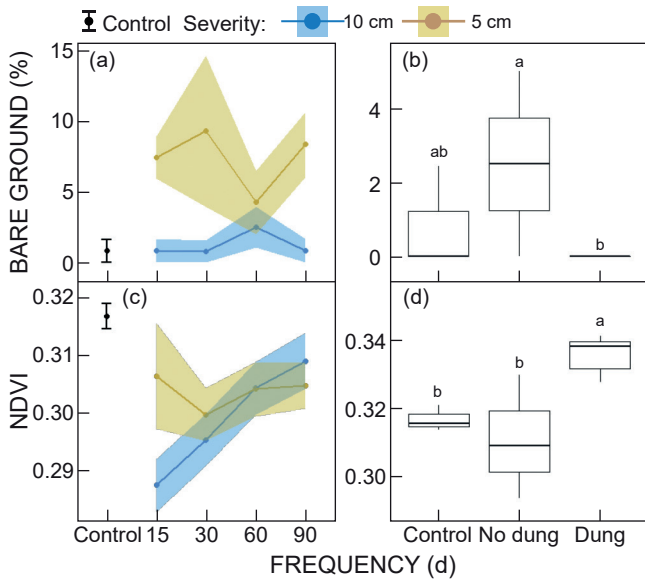 Control Severity: 10 cm 5 cm
BARE GROUND (%)
15
10
5
0
(a)
(b)
4
2
0
ab
a
b
NDVI
0.32
0.31
0.30
0.29
(c)
(d)
0.34
0.32
0.30
b
b
a
Control 15 30 60 90 Control No dung Dung
FREQUENCY (d)